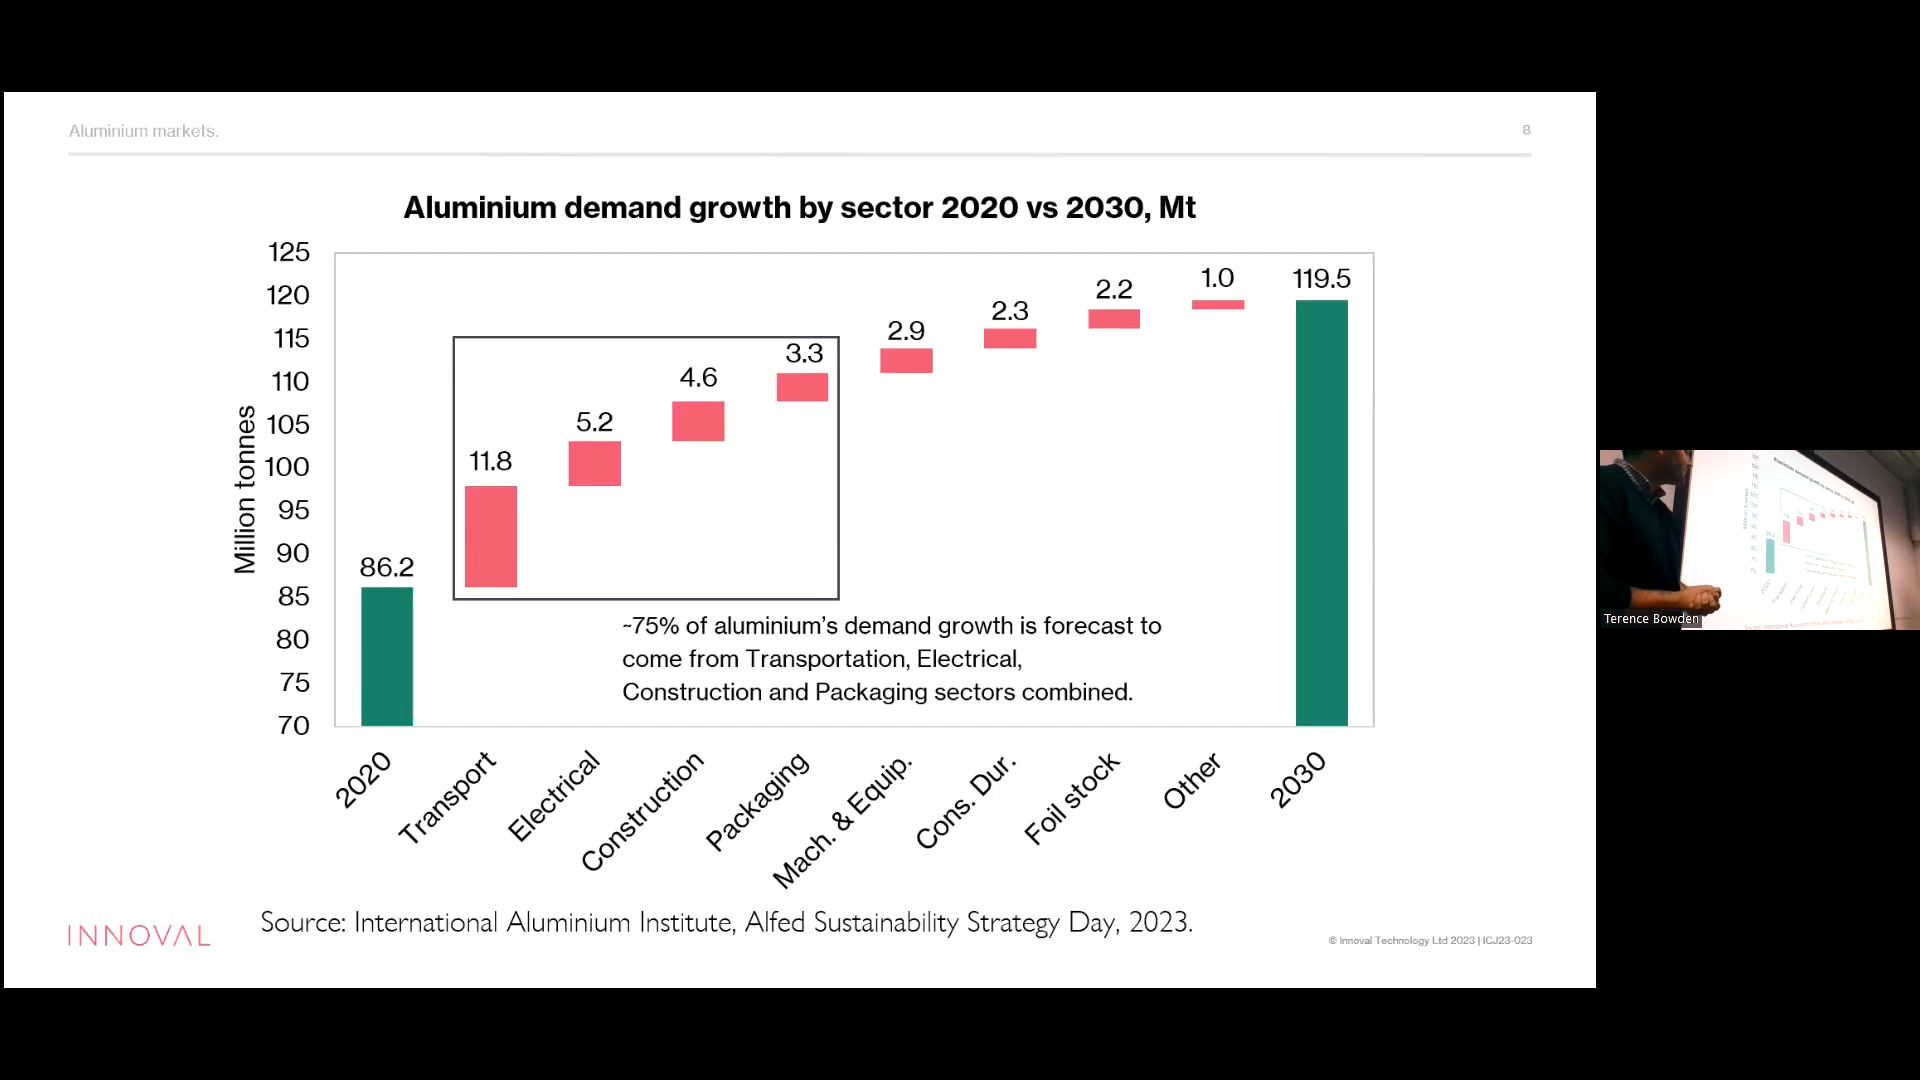 Aluminium markets.
8
Aluminium demand growth by sector 2020 vs 2030, Mt
Million tonnes
125
120
115
110
105
100
95
90
85
80
75
70
86.2
11.8
5.2
4.6
3.3
2.9
2.3
2.2
1.0
119.5
~75% of aluminium’s demand growth is forecast to
come from Transportation, Electrical,
Construction and Packaging sectors combined.
2020
Transport
Electrical
Construction
Packaging
Mach. & Equip.
Cons. Dur.
Foil stock
Other
2030
INNOVAL
Source: International Aluminium Institute, Alfed Sustainability Strategy Day, 2023.
© Innoval Technology Ltd 2023 | ICJ23-023
Terence Bowden